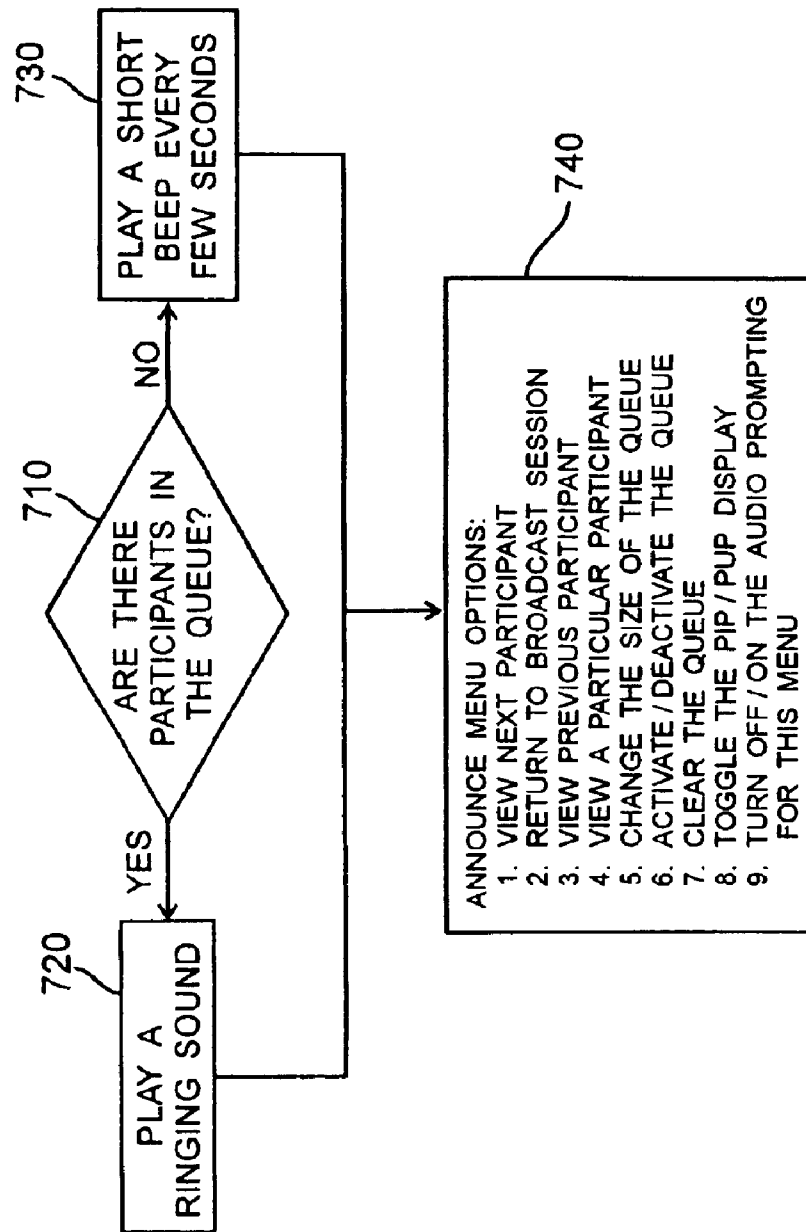 710
ARE THERE
PARTICIPANTS IN
THE QUEUE?
YES
NO
720
PLAY A
RINGING SOUND
730
PLAY A SHORT
BEEP EVERY
FEW SECONDS
740
ANNOUNCE MENU OPTIONS:
1. VIEW NEXT PARTICIPANT
2. RETURN TO BROADCAST SESSION
3. VIEW PREVIOUS PARTICIPANT
4. VIEW A PARTICULAR PARTICIPANT
5. CHANGE THE SIZE OF THE QUEUE
6. ACTIVATE/DEACTIVATE THE QUEUE
7. CLEAR THE QUEUE
8. TOGGLE THE PIP/PUP DISPLAY
9. TURN OFF/ON THE AUDIO PROMPTING
FOR THIS MENU